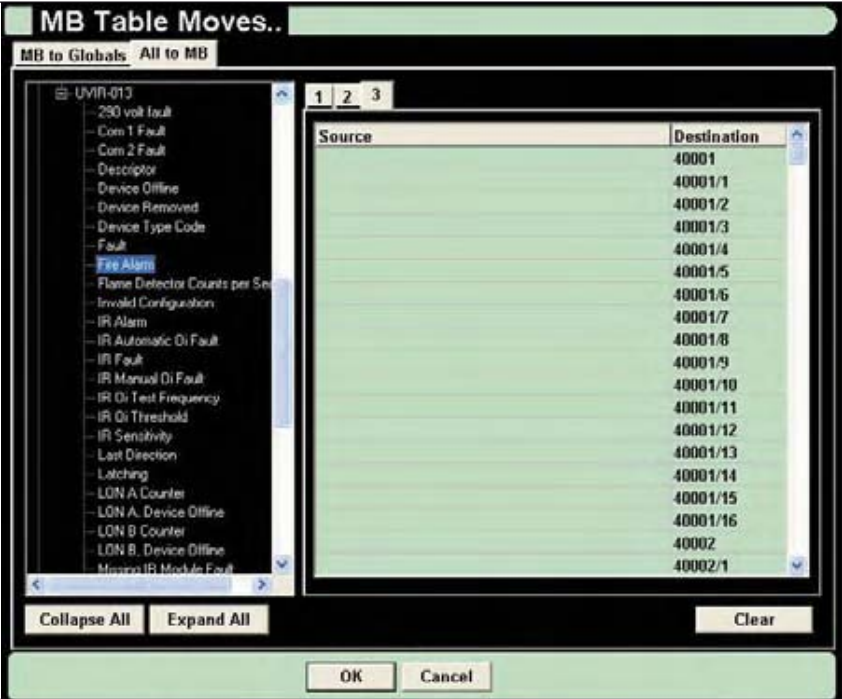 MB Table Moves..
MB to Globals
All to MB
UVIR-013
290 volt fault
Com 1 Fault
Com 2 Fault
Descriptor
Device Offline
Device Removed
Device Type Code
Fault
Fire Alarm
Flame Detector Counts per Sec
Invalid Configuration
IR Alarm
IR Automatic Oi Fault
IR Fault
IR Manual Oi Fault
IR Oi Test Frequency
IR Oi Threshold
IR Sensitivity
Last Direction
Latching
LON A Counter
LON A. Device Offline
LON B Counter
LON B. Device Offline
Missing IR Module Fault
1 2 3
Source Destination
40001
40001/1
40001/2
40001/3
40001/4
40001/5
40001/6
40001/7
40001/8
40001/9
40001/10
40001/11
40001/12
40001/13
40001/14
40001/15
40001/16
40002
40002/1
Collapse All
Expand All
Clear
OK
Cancel